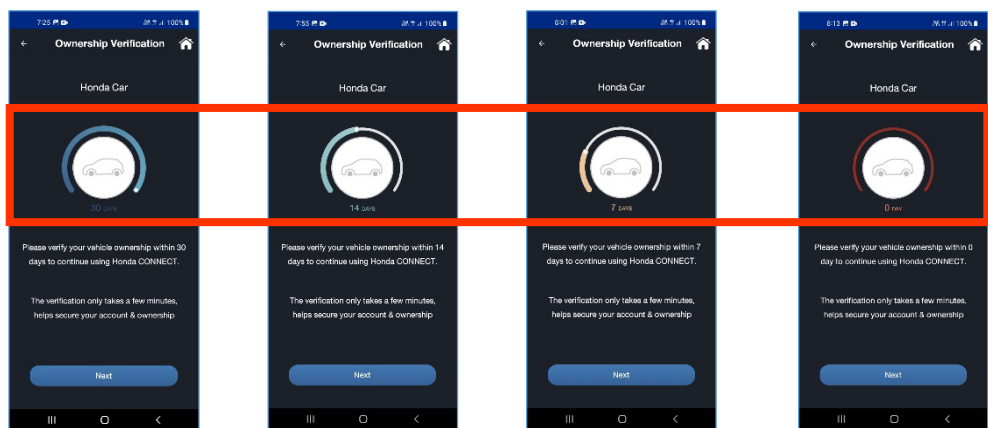 7:25 100%
Ownership Verification
Honda Car
30 DAYS
Please verify your vehicle ownership within 30
days to continue using Honda CONNECT.
The verification only takes a few minutes,
helps secure your account & ownership
Next
7:55 100%
Ownership Verification
Honda Car
14 DAYS
Please verify your vehicle ownership within 14
days to continue using Honda CONNECT.
The verification only takes a few minutes,
helps secure your account & ownership
Next
8:01 100%
Ownership Verification
Honda Car
7 DAYS
Please verify your vehicle ownership within 7
days to continue using Honda CONNECT.
The verification only takes a few minutes,
helps secure your account & ownership
Next
8:13 100%
Ownership Verification
Honda Car
0 DAY
Please verify your vehicle ownership within 0
day to continue using Honda CONNECT.
The verification only takes a few minutes,
helps secure your account & ownership
Next